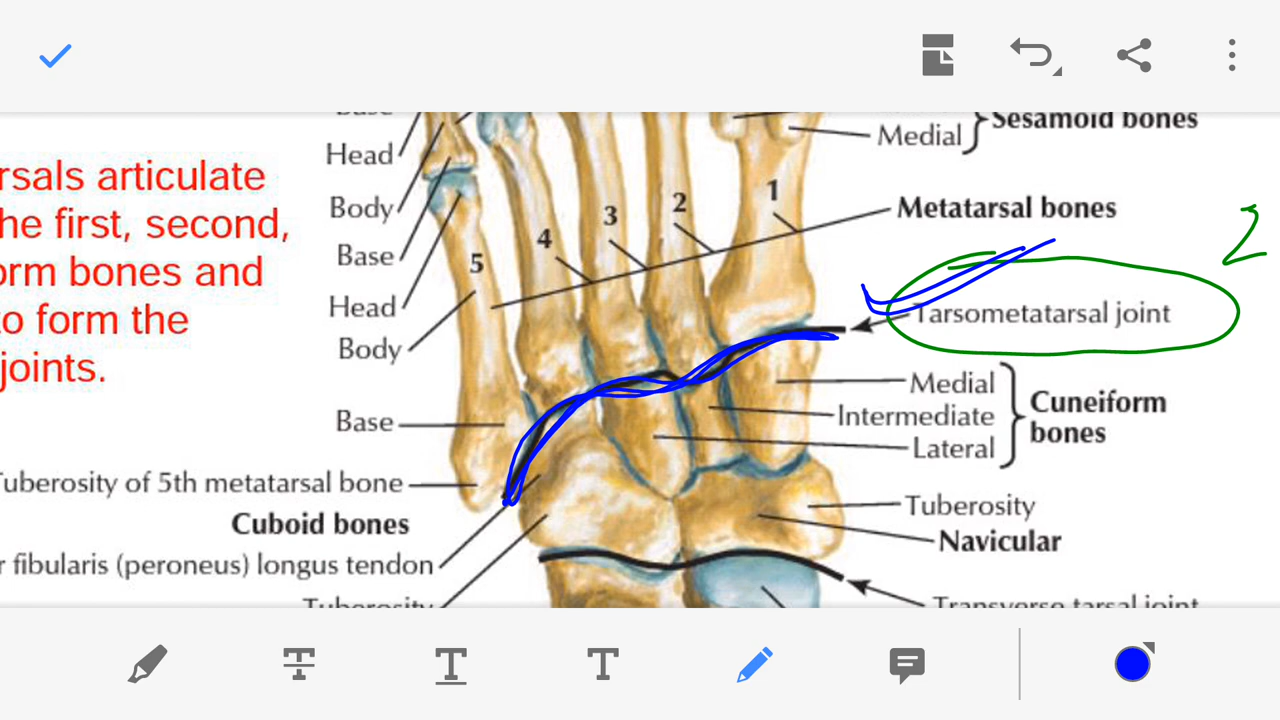 Base
Medial
Sesamoid bones
Head
rsals articulate
he first, second,
orm bones and
to form the
joints.
Body
Base
Head
Body
1
2
3
4
5
Metatarsal bones
2
Tarsometatarsal joint
Medial
Intermediate
Lateral
Cuneiform
bones
Base
Tuberosity of 5th metatarsal bone
Cuboid bones
r fibularis (peroneus) longus tendon
Tuberosity
Tuberosity
Navicular
Transverse tarsal joint
T
T
T